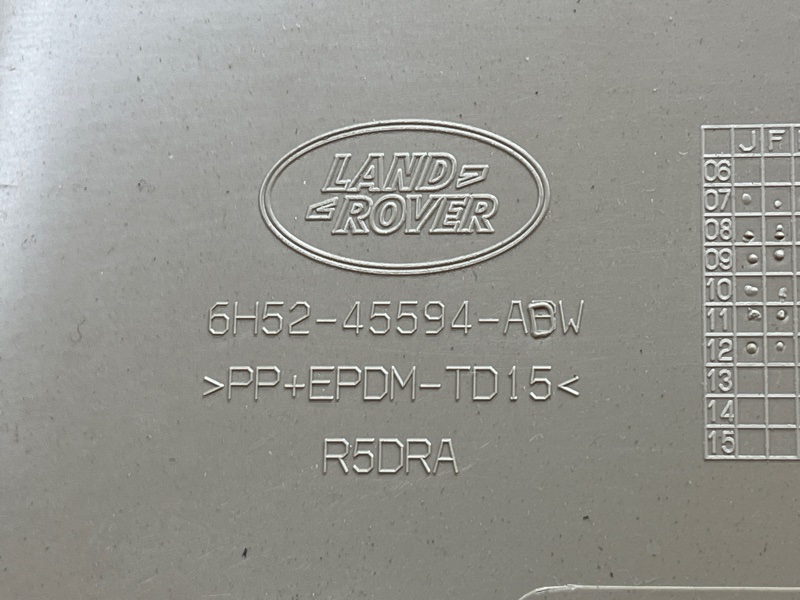 LAND
ROVER
6H52-45594-ABW
>PP+EPDM-TD15<
R5DRA
J F
06
07
08
09
10
11
12
13
14
15